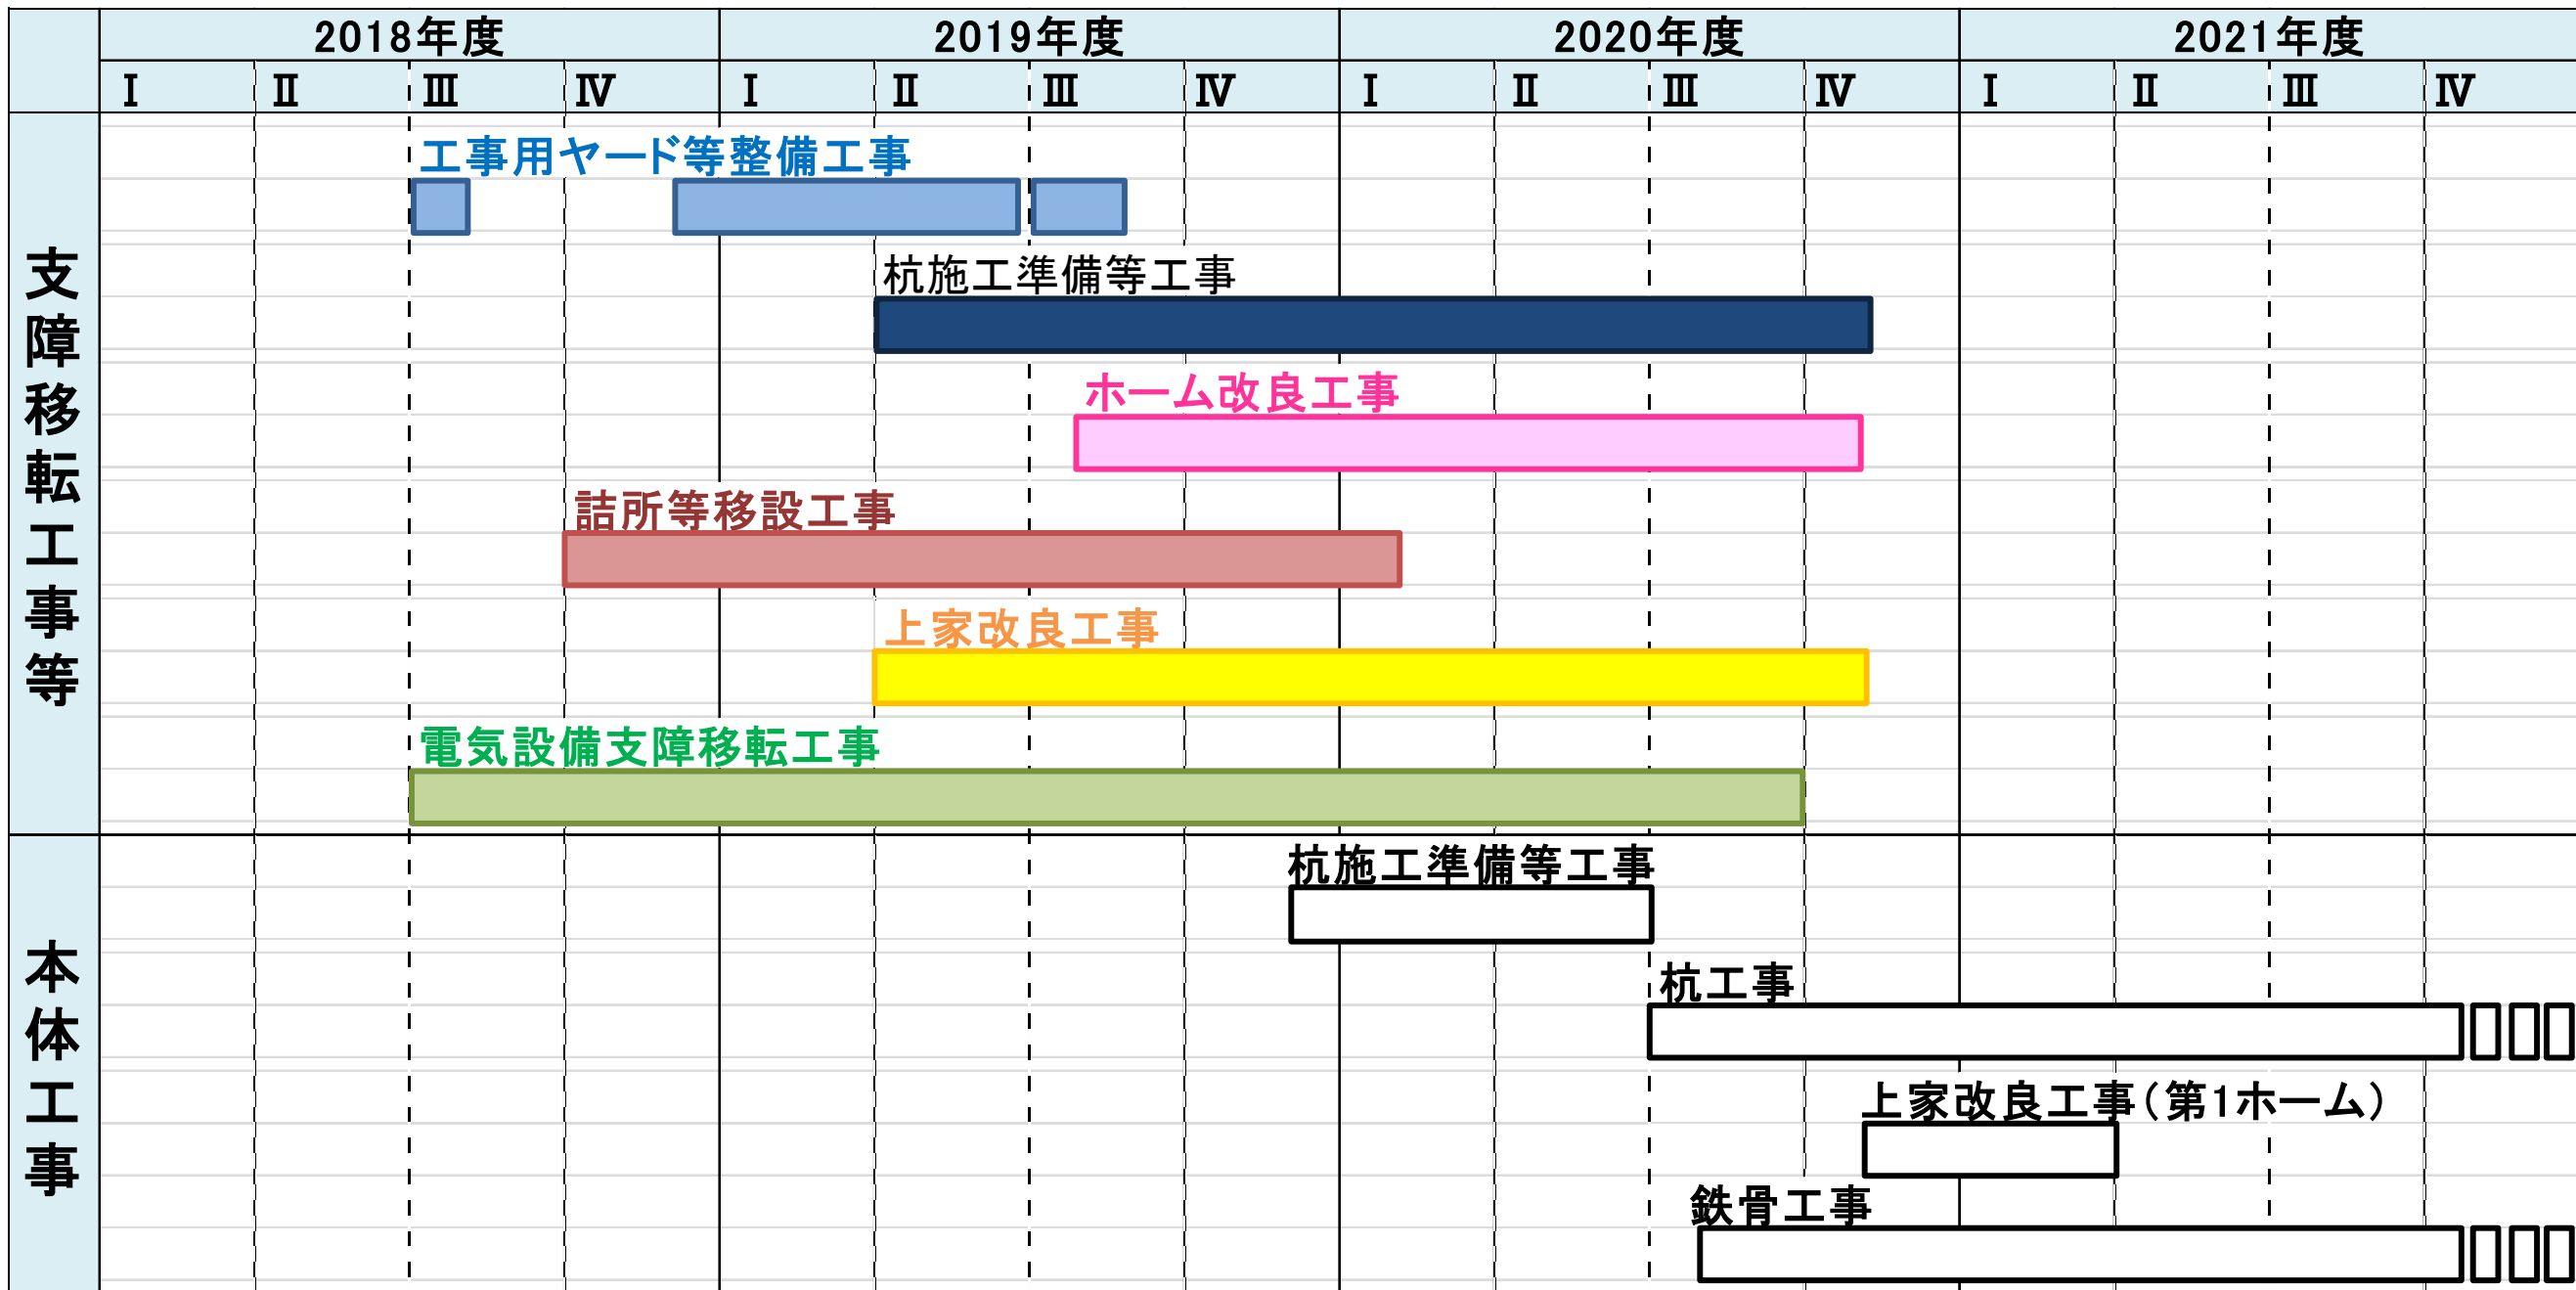 2018年度 2019年度 2020年度 2021年度
Ⅰ Ⅱ Ⅲ Ⅳ Ⅰ Ⅱ Ⅲ Ⅳ Ⅰ Ⅱ Ⅲ Ⅳ Ⅰ Ⅱ Ⅲ Ⅳ
支障移転工事等
工事用ヤード等整備工事
杭施工準備等工事
ホーム改良工事
詰所等移設工事
上家改良工事
電気設備支障移転工事
本体工事
杭施工準備等工事
杭工事
上家改良工事（第1ホーム）
鉄骨工事